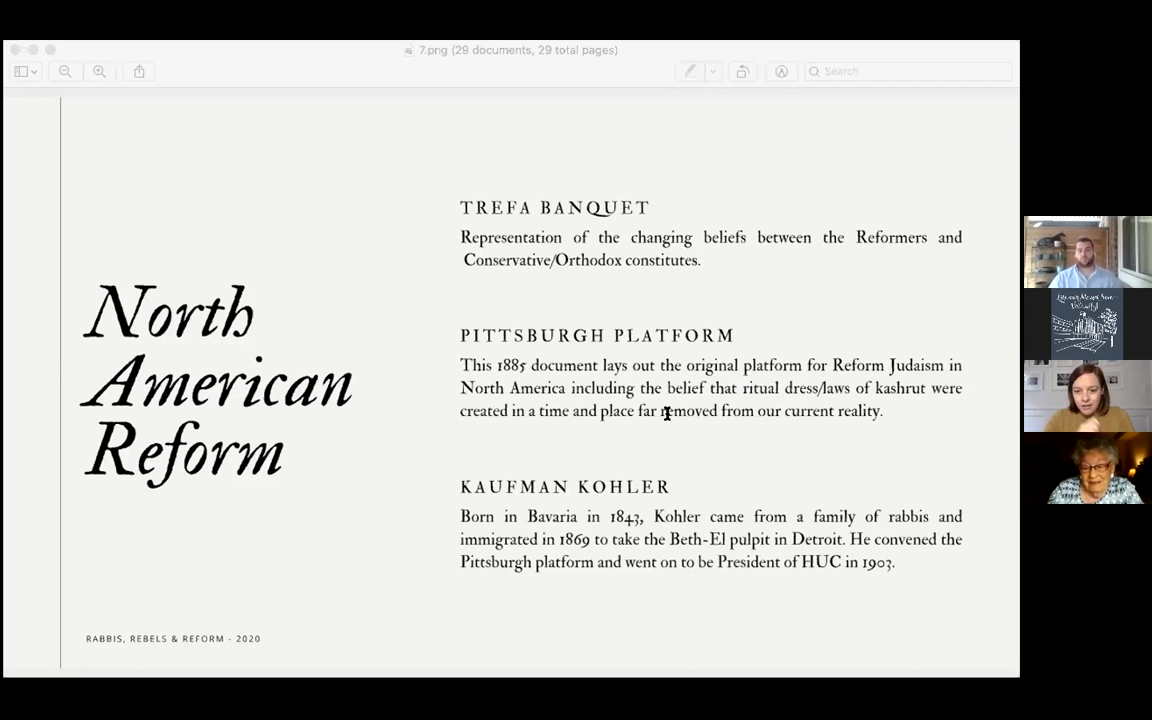 7.png (29 documents, 29 total pages)
Search
TREFA BANQUET
Representation of the changing beliefs between the Reformers and
Conservative/Orthodox constitutes.
North
American
Reform
PITTSBURGH PLATFORM
This 1885 document lays out the original platform for Reform Judaism in
North America including the belief that ritual dress/laws of kashrut were
created in a time and place far removed from our current reality.
KAUFMAN KOHLER
Born in Bavaria in 1843, Kohler came from a family of rabbis and
immigrated in 1869 to take the Beth-El pulpit in Detroit. He convened the
Pittsburgh platform and went on to be President of HUC in 1903.
RABBIS, REBELS & REFORM - 2020